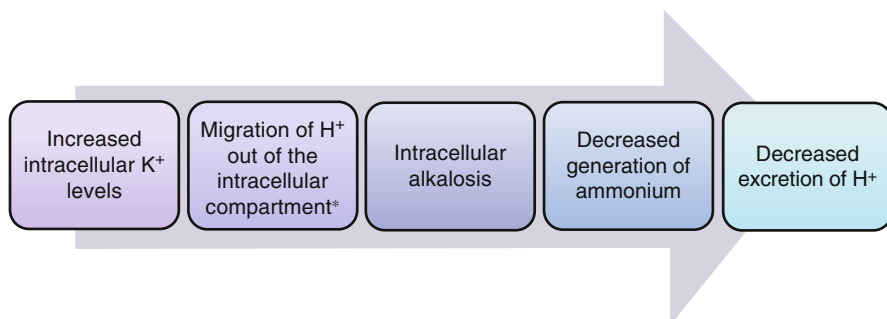 Increased
intracellular K⁺
levels
Migration of H⁺
out of the
intracellular
compartment*
Intracellular
alkalosis
Decreased
generation of
ammonium
Decreased
excretion of H⁺